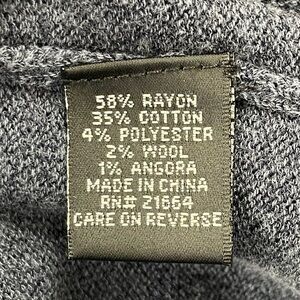 58% RAYON
35% COTTON
4% POLYESTER
2% WOOL
1% ANGORA
MADE IN CHINA
RN# 21664
CARE ON REVERSE